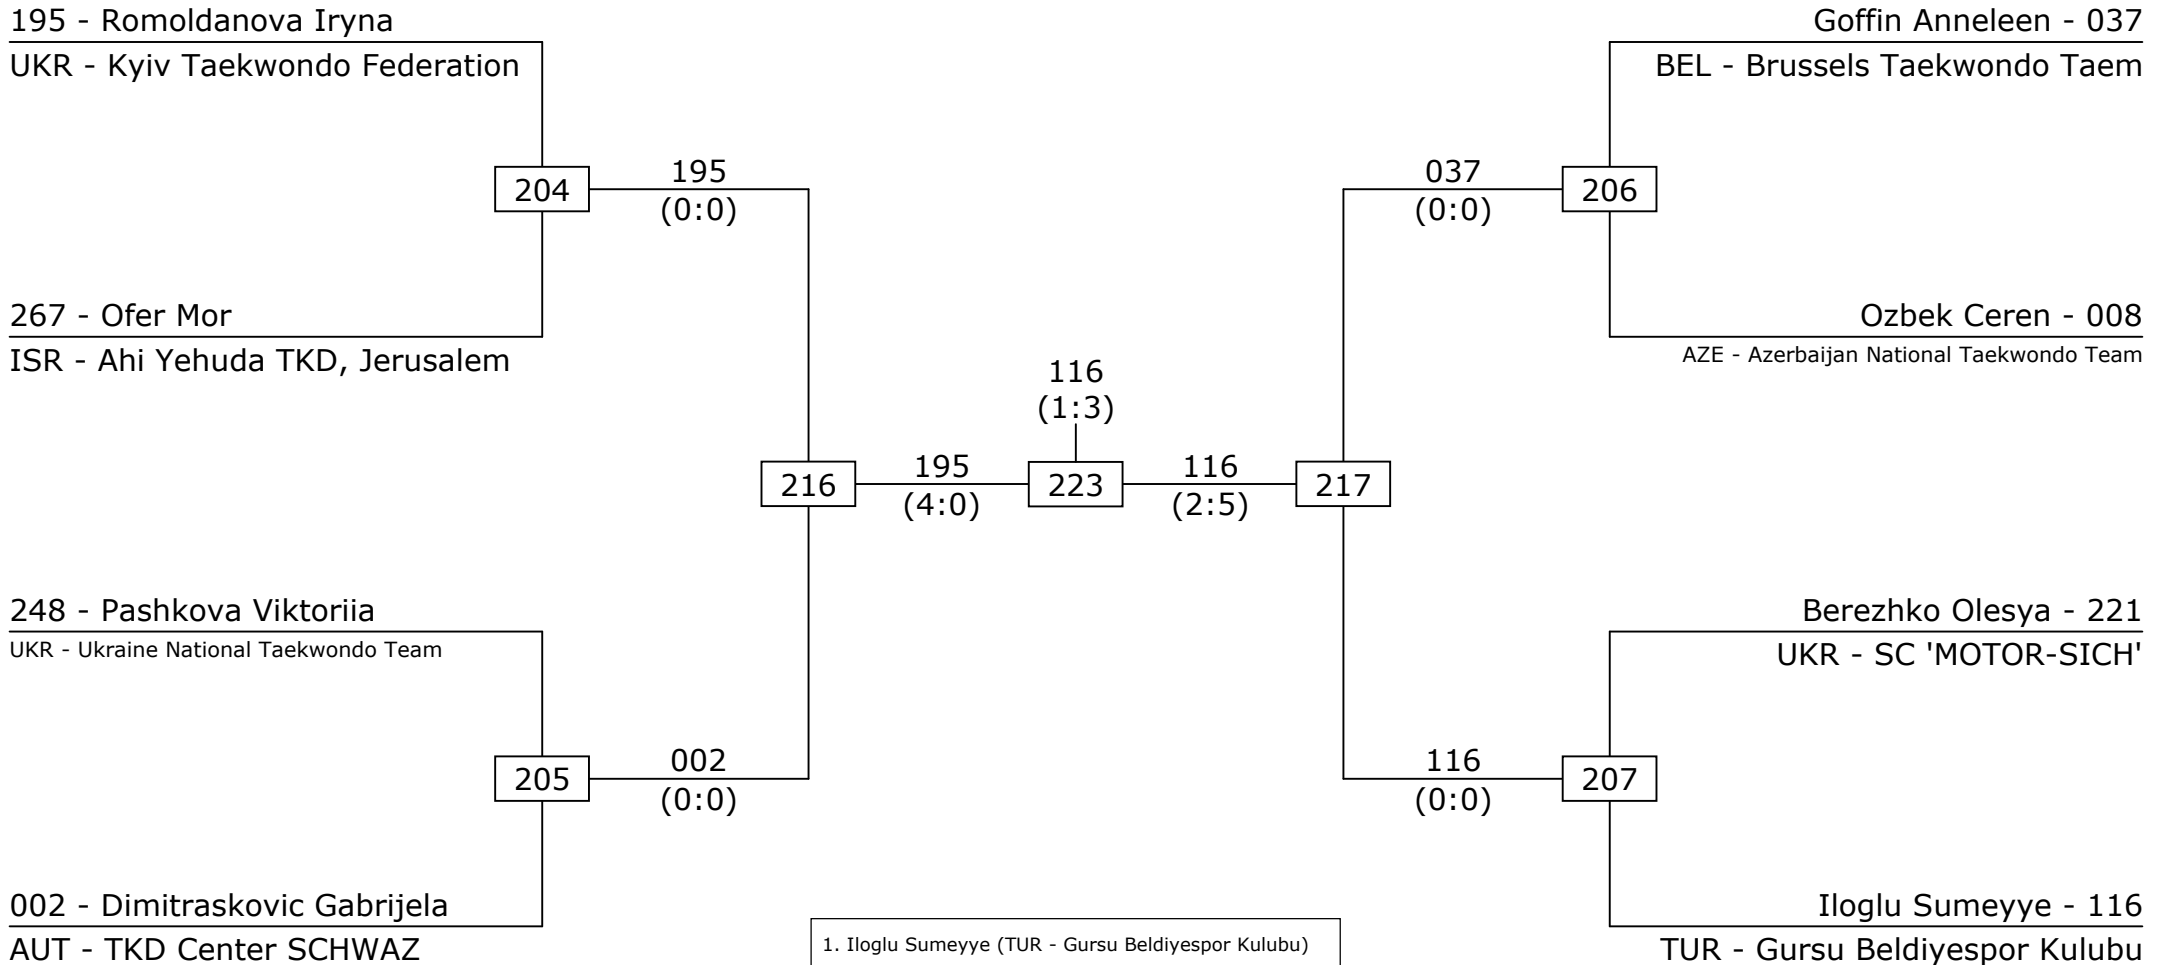 195 - Romoldanova Iryna
UKR - Kyiv Taekwondo Federation
Goffin Anneleen - 037
BEL - Brussels Taekwondo Taem
204
195
(0:0)
037
(0:0)
206
267 - Ofer Mor
ISR - Ahi Yehuda TKD, Jerusalem
Ozbek Ceren - 008
AZE - Azerbaijan National Taekwondo Team
116
(1:3)
216
195
(4:0)
223
116
(2:5)
217
248 - Pashkova Viktoriia
UKR - Ukraine National Taekwondo Team
Berezhko Olesya - 221
UKR - SC 'MOTOR-SICH'
205
002
(0:0)
116
(0:0)
207
002 - Dimitraskovic Gabrijela
AUT - TKD Center SCHWAZ
Iloglu Sumeyye - 116
TUR - Gursu Beldiyespor Kulubu
1. Iloglu Sumeyye (TUR - Gursu Beldiyespor Kulubu)